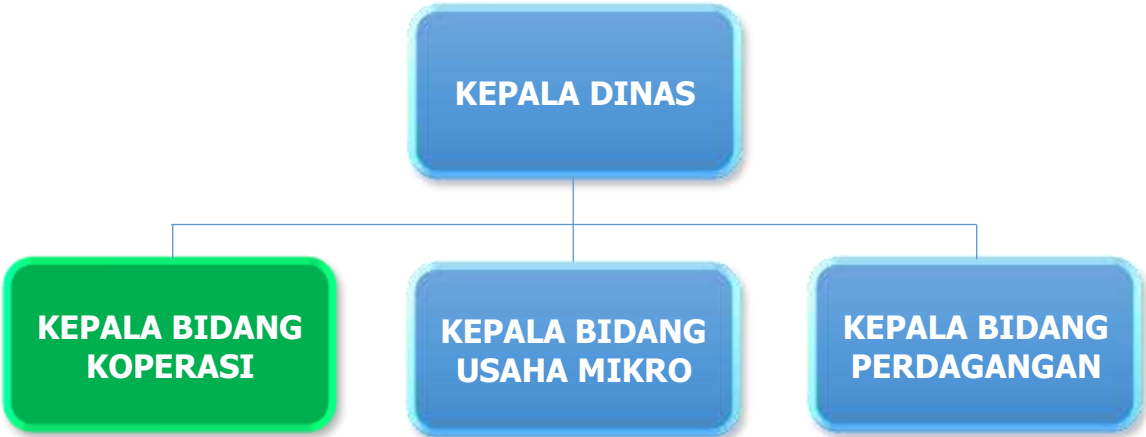 KEPALA DINAS
KEPALA BIDANG
KOPERASI
KEPALA BIDANG
USAHA MIKRO
KEPALA BIDANG
PERDAGANGAN